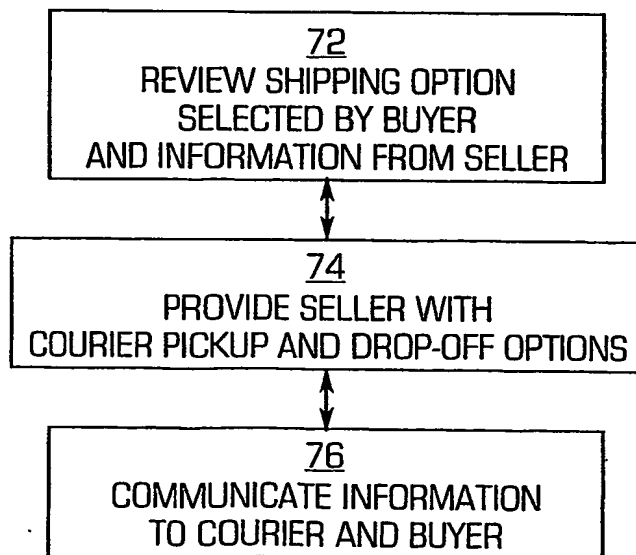 72
REVIEW SHIPPING OPTION
SELECTED BY BUYER
AND INFORMATION FROM SELLER
74
PROVIDE SELLER WITH
COURIER PICKUP AND DROP-OFF OPTIONS
76
COMMUNICATE INFORMATION
TO COURIER AND BUYER